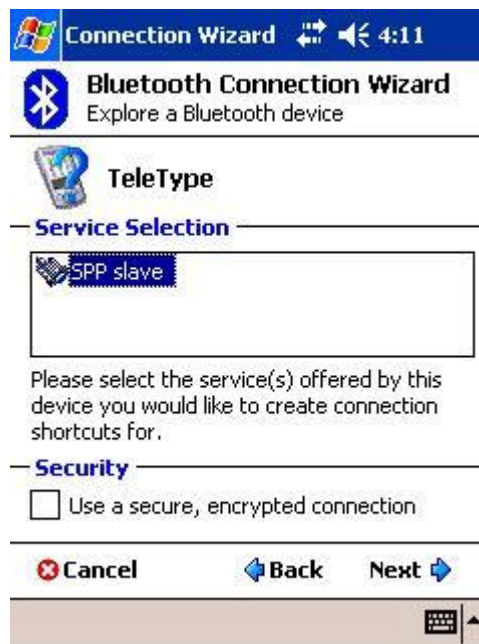 Connection Wizard 4:11
Bluetooth Connection Wizard
Explore a Bluetooth device
TeleType
Service Selection
SPP slave
Please select the service(s) offered by this
device you would like to create connection
shortcuts for.
Security
Use a secure, encrypted connection
Cancel Back Next